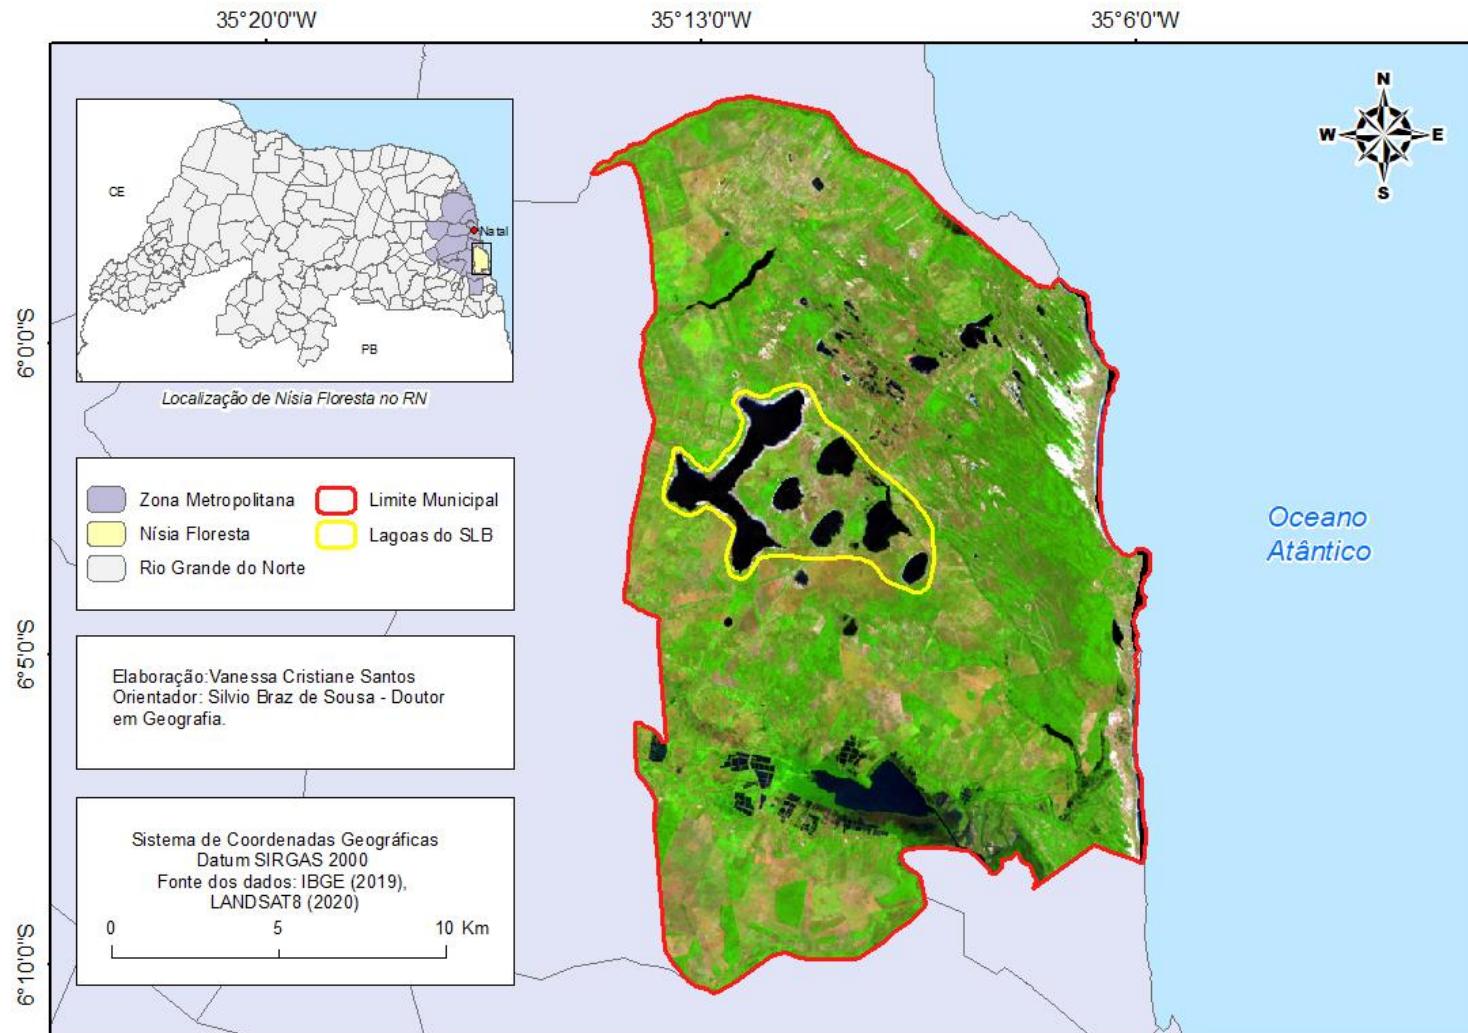 35°20'0"W
35°13'0"W
35°6'0"W
N
W
E
S
CE
Natal
PB
6°0'0"S
Localização de Nísia Floresta no RN
Zona Metropolitana
Limite Municipal
Nísia Floresta
Lagoas do SLB
Rio Grande do Norte
Oceano
Atântico
6°5'0"S
Elaboração:Vanessa Cristiane Santos
Orientador: Silvio Braz de Sousa - Doutor
em Geografia.
Sistema de Coordenadas Geográficas
Datum SIRGAS 2000
Fonte dos dados: IBGE (2019),
LANDSAT8 (2020)
0 5 10 Km
6°10'0"S